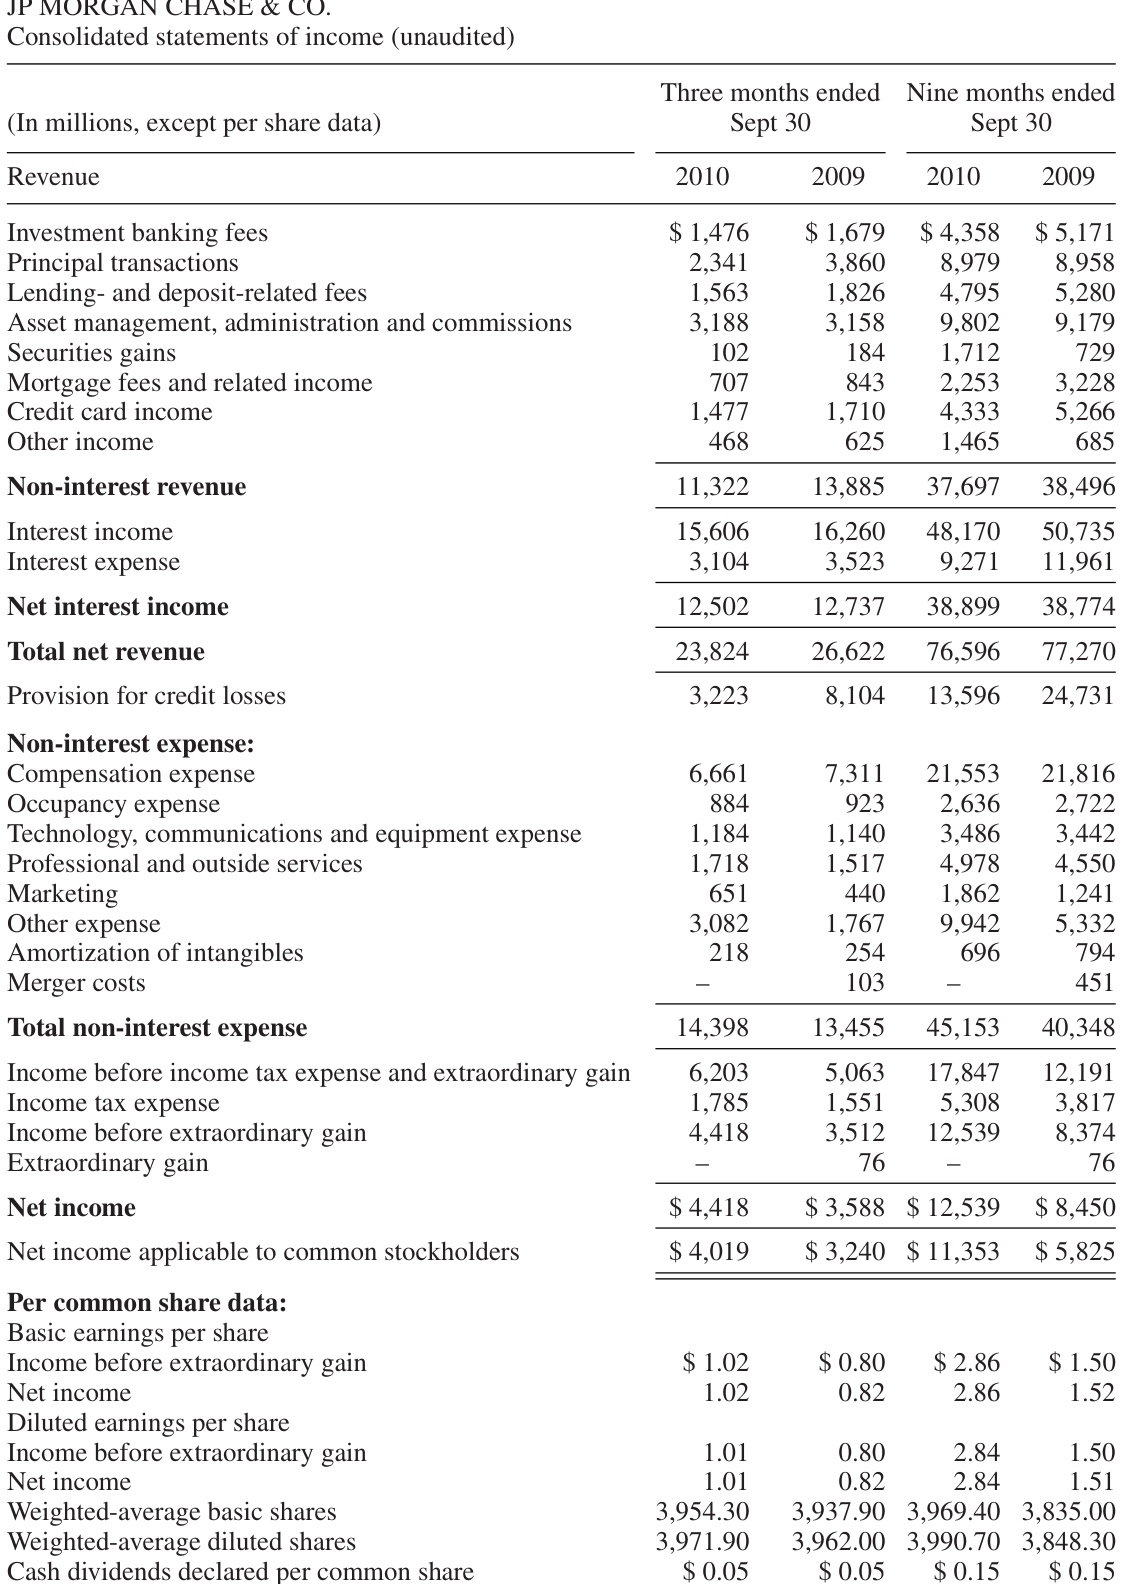 JP MORGAN CHASE & CO.
Consolidated statements of income (unaudited)
Three months ended Nine months ended
(In millions, except per share data) Sept 30 Sept 30
Revenue 2010 2009 2010 2009
Investment banking fees $ 1,476 $ 1,679 $ 4,358 $ 5,171
Principal transactions 2,341 3,860 8,979 8,958
Lending- and deposit-related fees 1,563 1,826 4,795 5,280
Asset management, administration and commissions 3,188 3,158 9,802 9,179
Securities gains 102 184 1,712 729
Mortgage fees and related income 707 843 2,253 3,228
Credit card income 1,477 1,710 4,333 5,266
Other income 468 625 1,465 685
Non-interest revenue 11,322 13,885 37,697 38,496
Interest income 15,606 16,260 48,170 50,735
Interest expense 3,104 3,523 9,271 11,961
Net interest income 12,502 12,737 38,899 38,774
Total net revenue 23,824 26,622 76,596 77,270
Provision for credit losses 3,223 8,104 13,596 24,731
Non-interest expense:
Compensation expense 6,661 7,311 21,553 21,816
Occupancy expense 884 923 2,636 2,722
Technology, communications and equipment expense 1,184 1,140 3,486 3,442
Professional and outside services 1,718 1,517 4,978 4,550
Marketing 651 440 1,862 1,241
Other expense 3,082 1,767 9,942 5,332
Amortization of intangibles 218 254 696 794
Merger costs – 103 – 451
Total non-interest expense 14,398 13,455 45,153 40,348
Income before income tax expense and extraordinary gain 6,203 5,063 17,847 12,191
Income tax expense 1,785 1,551 5,308 3,817
Income before extraordinary gain 4,418 3,512 12,539 8,374
Extraordinary gain – 76 – 76
Net income $ 4,418 $ 3,588 $ 12,539 $ 8,450
Net income applicable to common stockholders $ 4,019 $ 3,240 $ 11,353 $ 5,825
Per common share data:
Basic earnings per share
Income before extraordinary gain $ 1.02 $ 0.80 $ 2.86 $ 1.50
Net income 1.02 0.82 2.86 1.52
Diluted earnings per share
Income before extraordinary gain 1.01 0.80 2.84 1.50
Net income 1.01 0.82 2.84 1.51
Weighted-average basic shares 3,954.30 3,937.90 3,969.40 3,835.00
Weighted-average diluted shares 3,971.90 3,962.00 3,990.70 3,848.30
Cash dividends declared per common share $ 0.05 $ 0.05 $ 0.15 $ 0.15